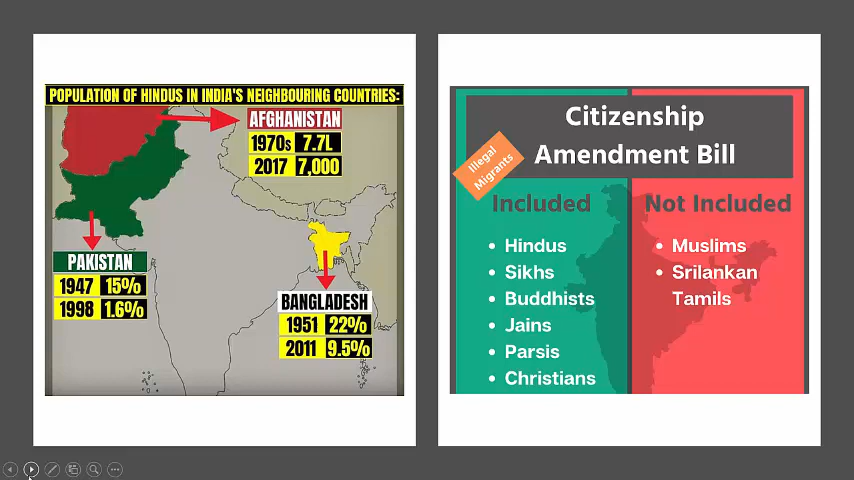 POPULATION OF HINDUS IN INDIA'S NEIGHBOURING COUNTRIES:
AFGHANISTAN
1970s 7.7L
2017 7,000
PAKISTAN
1947 15%
1998 1.6%
BANGLADESH
1951 22%
2011 9.5%
Citizenship
Amendment Bill
Illegal
Migrants
Included
• Hindus
• Sikhs
• Buddhists
• Jains
• Parsis
• Christians
Not Included
• Muslims
• Srilankan
Tamils